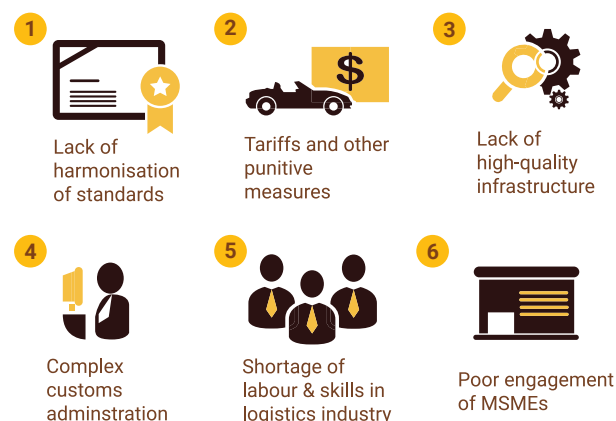 1
Lack of
harmonisation
of standards
2
$
Tariffs and other
punitive
measures
3
Lack of
high-quality
infrastructure
4
Complex
customs
adminstration
5
Shortage of
labour & skills in
logistics industry
6
Poor engagement
of MSMEs